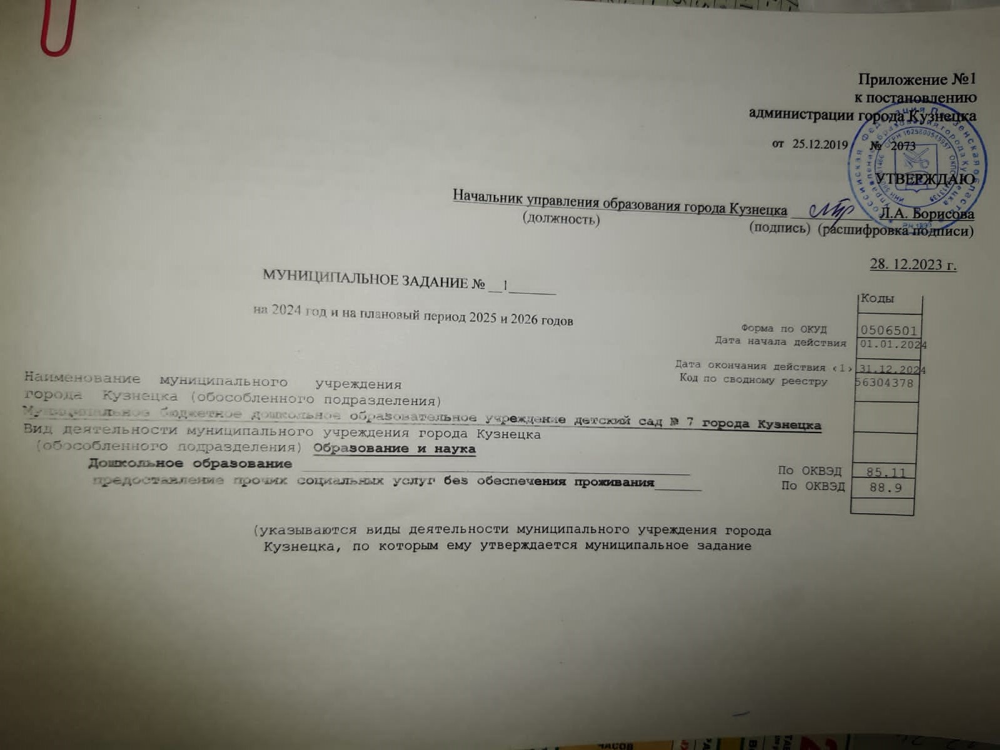 Приложение №1
к постановлению
администрации города Кузнецка
от 25.12.2019 № 2073
УТВЕРЖДАЮ
Начальник управления образования города Кузнецка ________ Л.А. Борисова
(должность) (подпись) (расшифровка подписи)
28. 12.2023 г.
МУНИЦИПАЛЬНОЕ ЗАДАНИЕ № __1______
на 2024 год и на плановый период 2025 и 2026 годов
Коды
Форма по ОКУД 0506501
Дата начала действия 01.01.2024
Дата окончания действия <1> 31.12.2024
Код по сводному реестру 56304378
Наименование муниципального учреждения
города Кузнецка (обособленного подразделения)
Муниципальное бюджетное дошкольное образовательное учреждение детский сад № 7 города Кузнецка
Вид деятельности муниципального учреждения города Кузнецка
(обособленного подразделения) Образование и наука
Дошкольное образование По ОКВЭД 85.11
предоставление прочих социальных услуг без обеспечения проживания По ОКВЭД 88.9
(указываются виды деятельности муниципального учреждения города
Кузнецка, по которым ему утверждается муниципальное задание
ЧАСОВ